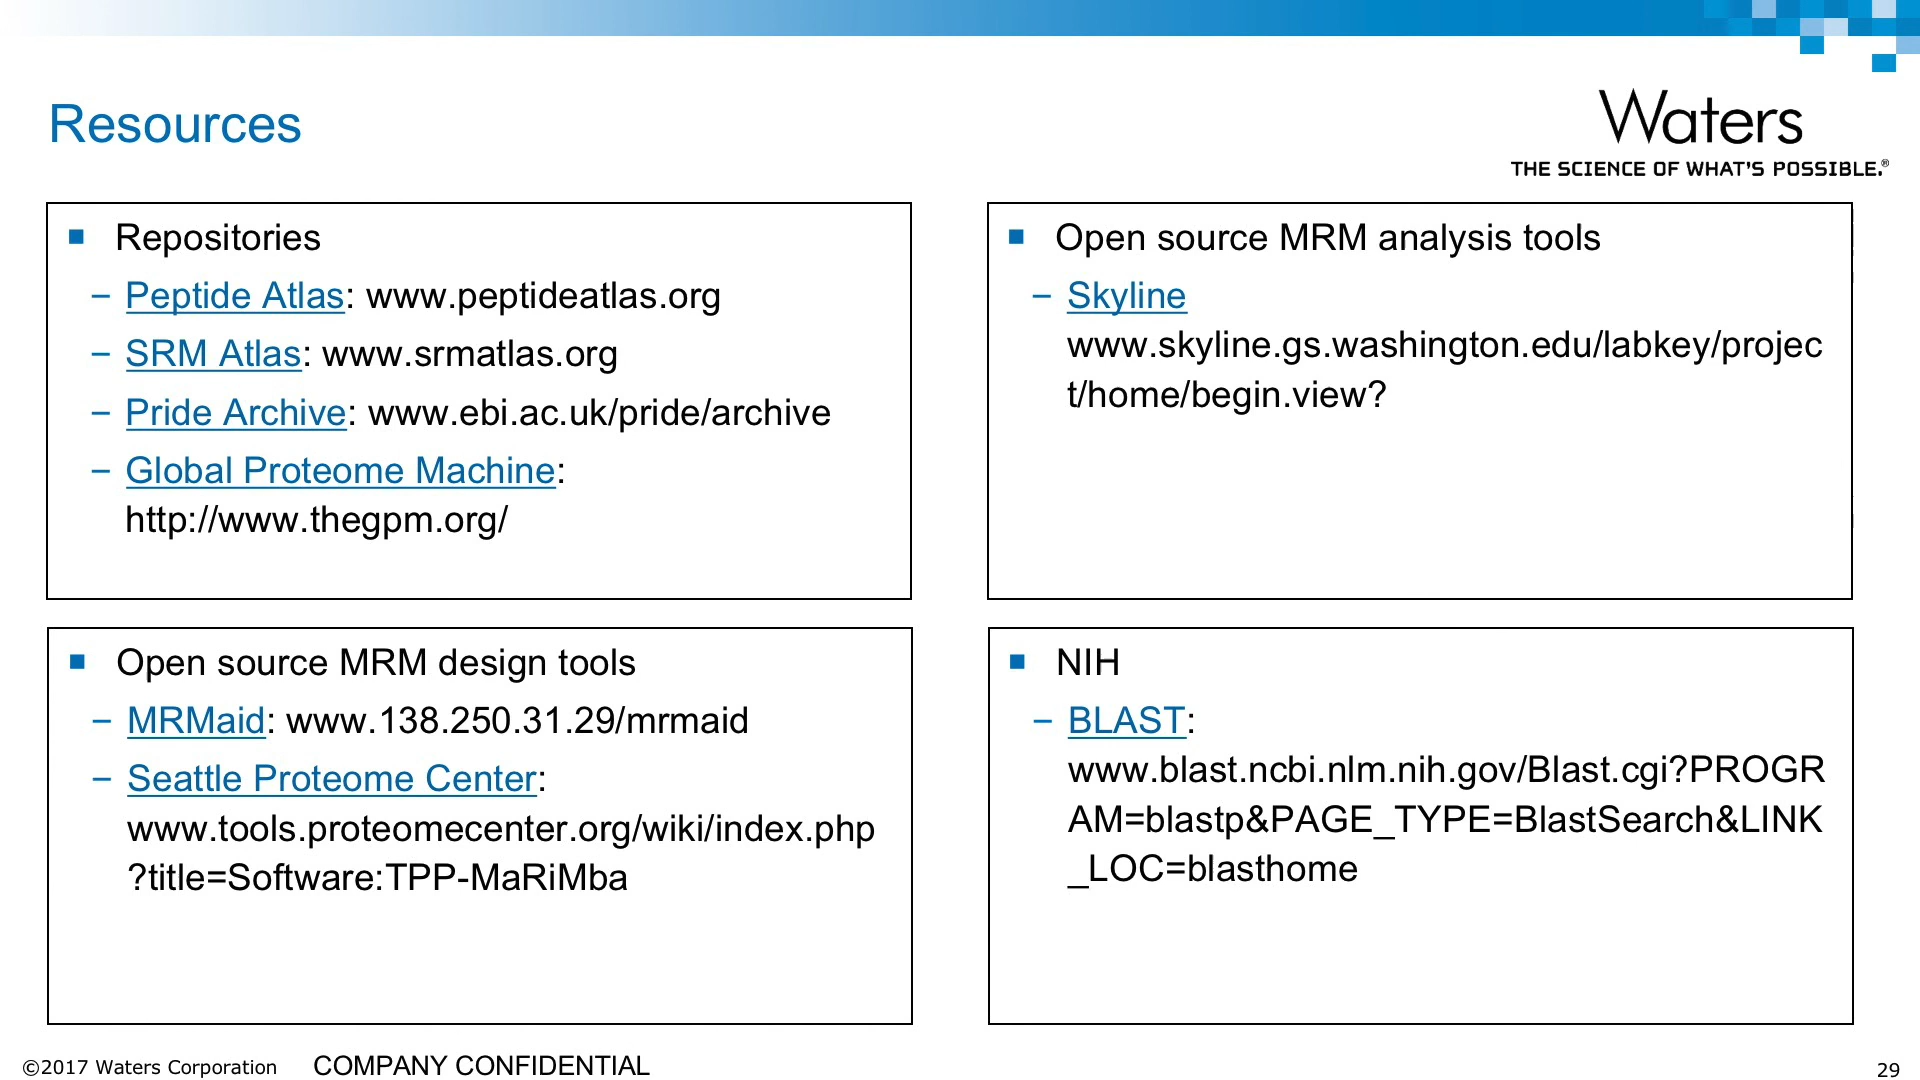 Resources
Waters
THE SCIENCE OF WHAT'S POSSIBLE.®
Repositories
– Peptide Atlas: www.peptideatlas.org
– SRM Atlas: www.srmatlas.org
– Pride Archive: www.ebi.ac.uk/pride/archive
– Global Proteome Machine:
http://www.thegpm.org/
Open source MRM analysis tools
– Skyline
www.skyline.gs.washington.edu/labkey/projec
t/home/begin.view?
Open source MRM design tools
– MRMaid: www.138.250.31.29/mrmaid
– Seattle Proteome Center:
www.tools.proteomecenter.org/wiki/index.php
?title=Software:TPP-MaRiMba
NIH
– BLAST:
www.blast.ncbi.nlm.nih.gov/Blast.cgi?PROGR
AM=blastp&PAGE_TYPE=BlastSearch&LINK
_LOC=blasthome
©2017 Waters Corporation COMPANY CONFIDENTIAL
29